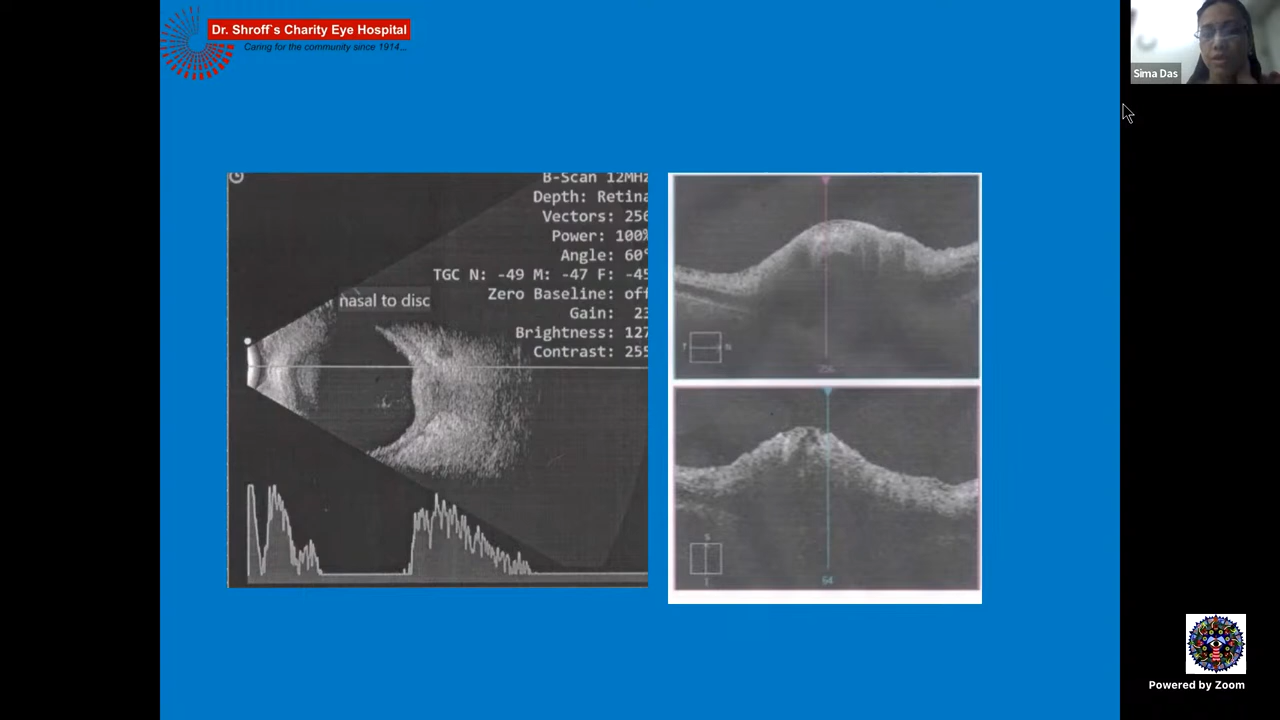 Dr. Shroff`s Charity Eye Hospital
Caring for the community since 1914...
Sima Das
B-Scan 12MHz
Depth: Retina
Vectors: 256
Power: 100%
Angle: 60°
TGC N: -49 M: -47 F: -45
Zero Baseline: off
Gain: 23
Brightness: 127
Contrast: 255
nasal to disc
T N
256
S
I
64
Powered by Zoom